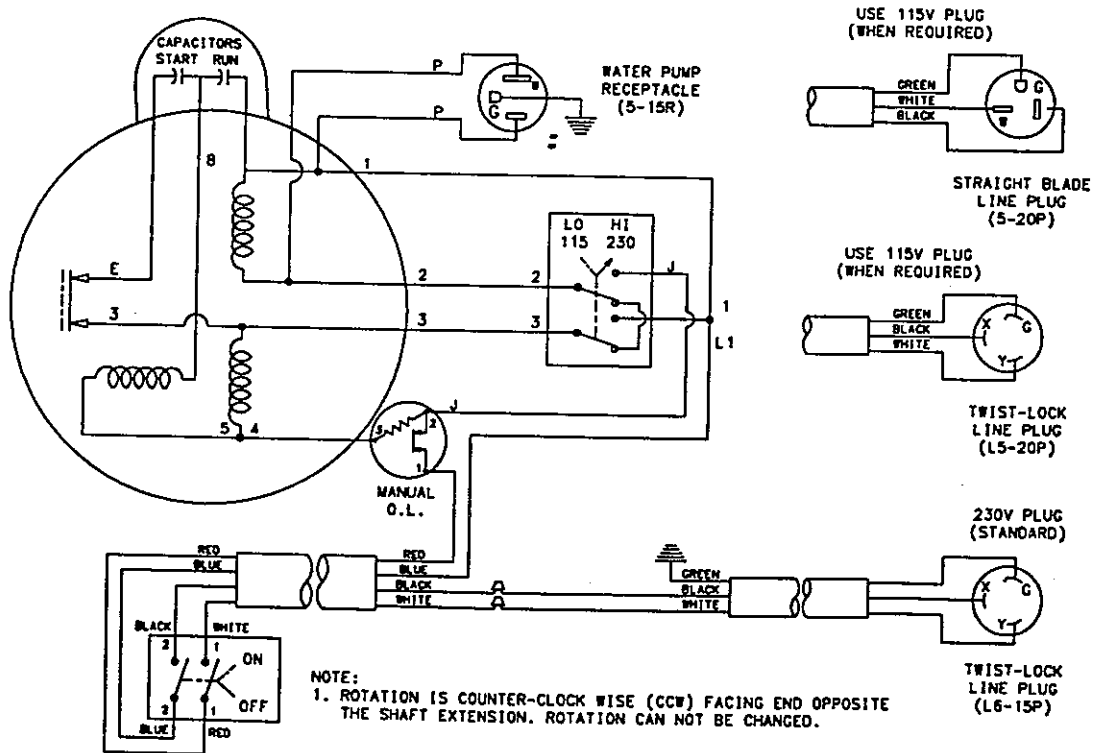 CAPACITORS
START RUN
8
E
3
5 4
1
2
3
P
P
W
G
WATER PUMP
RECEPTACLE
(5-15R)
LO HI
115 230
2
3
J
1
L1
J
3
2
1
MANUAL
O.L.
USE 115V PLUG
(WHEN REQUIRED)
GREEN
WHITE
BLACK
G
W
STRAIGHT BLADE
LINE PLUG
(5-20P)
USE 115V PLUG
(WHEN REQUIRED)
GREEN
BLACK
WHITE
X
G
Y
TWIST-LOCK
LINE PLUG
(L5-20P)
230V PLUG
(STANDARD)
GREEN
BLACK
WHITE
X
G
Y
TWIST-LOCK
LINE PLUG
(L6-15P)
RED
BLUE
RED
BLUE
BLACK
WHITE
BLACK
WHITE
2 1
ON
OFF
2 1
BLUE
RED
NOTE:
1. ROTATION IS COUNTER-CLOCK WISE (CCW) FACING END OPPOSITE
THE SHAFT EXTENSION. ROTATION CAN NOT BE CHANGED.